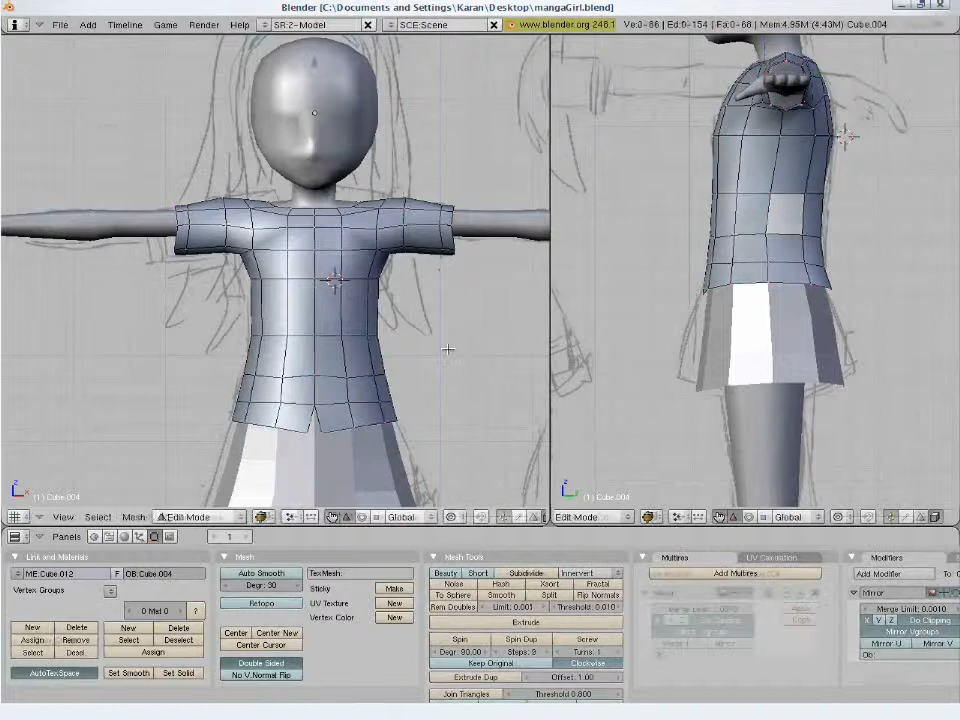 Blender [C:\Documents and Settings\Karan\Desktop\mangaGirl.blend]
File Add Timeline Game Render Help SR:2-Model SCE:Scene www.blender.org 246.1 Ve:0-86 | Ed:0-154 | Fa:0-68 | Mem:4.95M (4.43M) Cube.004
(1) Cube.004
(1) Cube.004
View Select Mesh Edit Mode Global
Edit Mode Global
Panels 1
Link and Materials
ME:Cube.012 F OB:Cube.004
Vertex Groups
0 Mat 0 ?
New Delete New Delete
Assign Remove Select Deselect
Select Desel. Assign
AutoTexSpace Set Smooth Set Solid
Mesh
Auto Smooth
Degr: 30
Retopo
Center Center New
Center Cursor
Double Sided
No V.Normal Flip
TexMesh:
Sticky Make
UV Texture New
Vertex Color New
Mesh Tools
Beauty Short Subdivide Innervert
Noise Hash Xsort Fractal
To Sphere Smooth Split Flip Normals
Rem Doubles Limit: 0.001 Threshold: 0.010
Extrude
Spin Spin Dup Screw
Degr: 90.00 Steps: 9 Turns: 1
Keep Original Clockwise
Extrude Dup Offset: 1.00
Join Triangles Threshold 0.800
Multires UV Calculation
Add Multires
Modifiers
Add Modifier To:
Mirror
Merge Limit: 0.0010
X Y Z Do Clipping
Mirror Vgroups
Mirror U Mirror V
Ob: